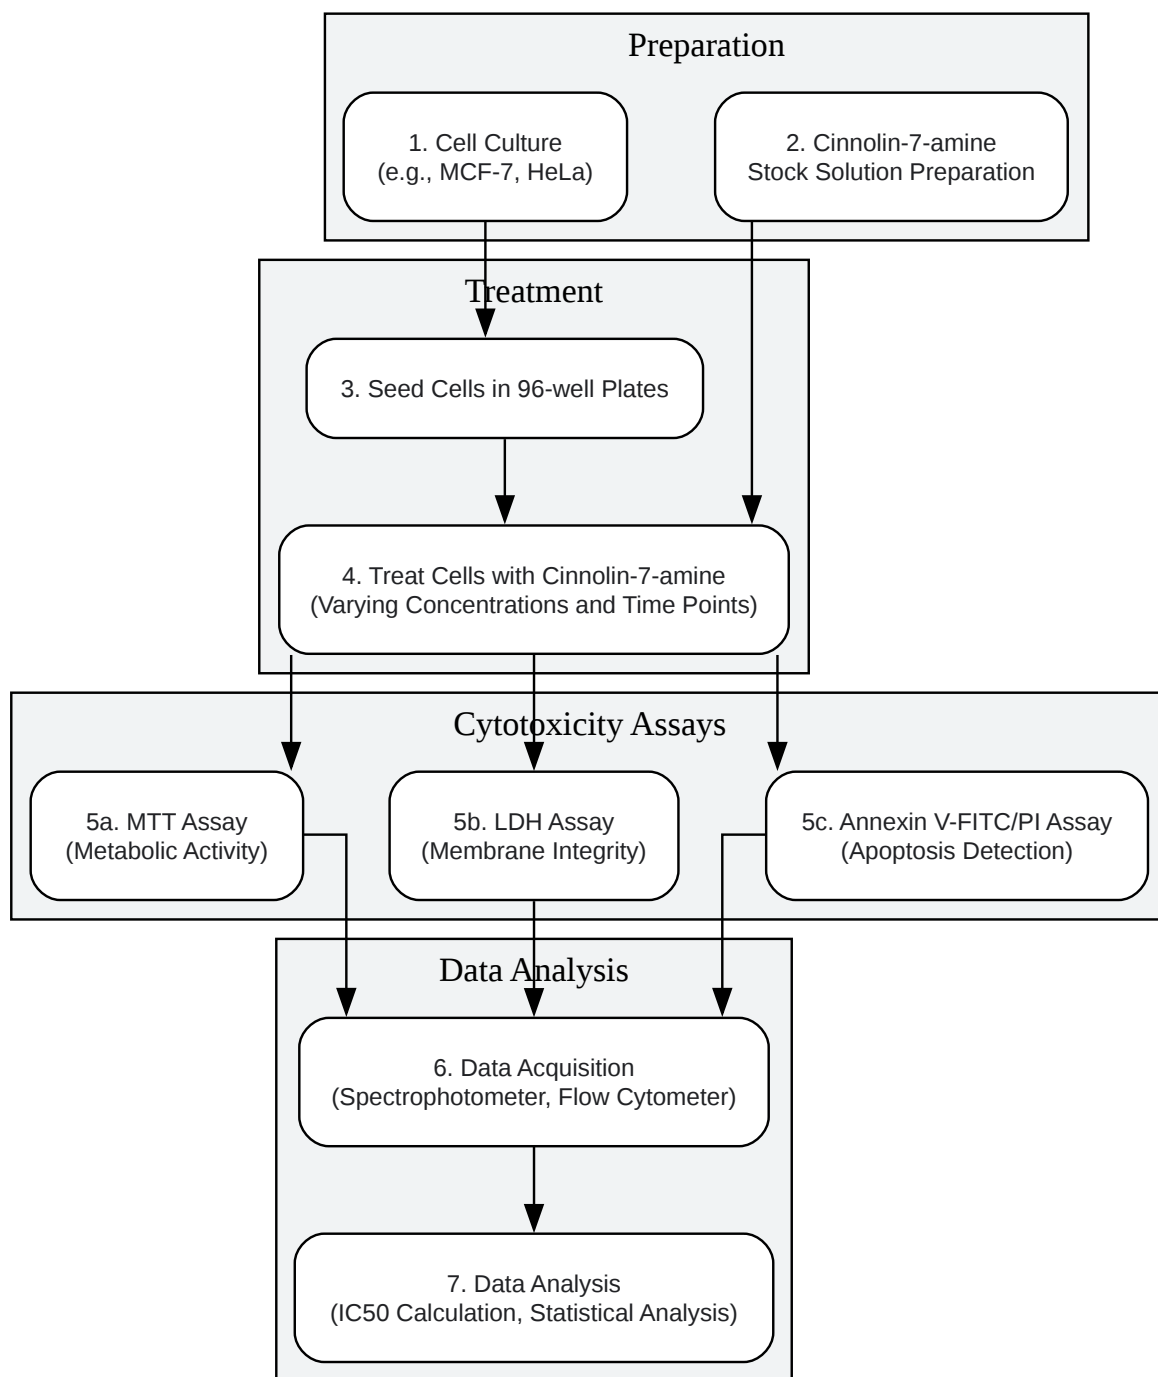 Preparation
1. Cell Culture
(e.g., MCF-7, HeLa)
2. Cinnolin-7-amine
Stock Solution Preparation
Treatment
3. Seed Cells in 96-well Plates
4. Treat Cells with Cinnolin-7-amine
(Varying Concentrations and Time Points)
Cytotoxicity Assays
5a. MTT Assay
(Metabolic Activity)
5b. LDH Assay
(Membrane Integrity)
5c. Annexin V-FITC/PI Assay
(Apoptosis Detection)
Data Analysis
6. Data Acquisition
(Spectrophotometer, Flow Cytometer)
7. Data Analysis
(IC50 Calculation, Statistical Analysis)